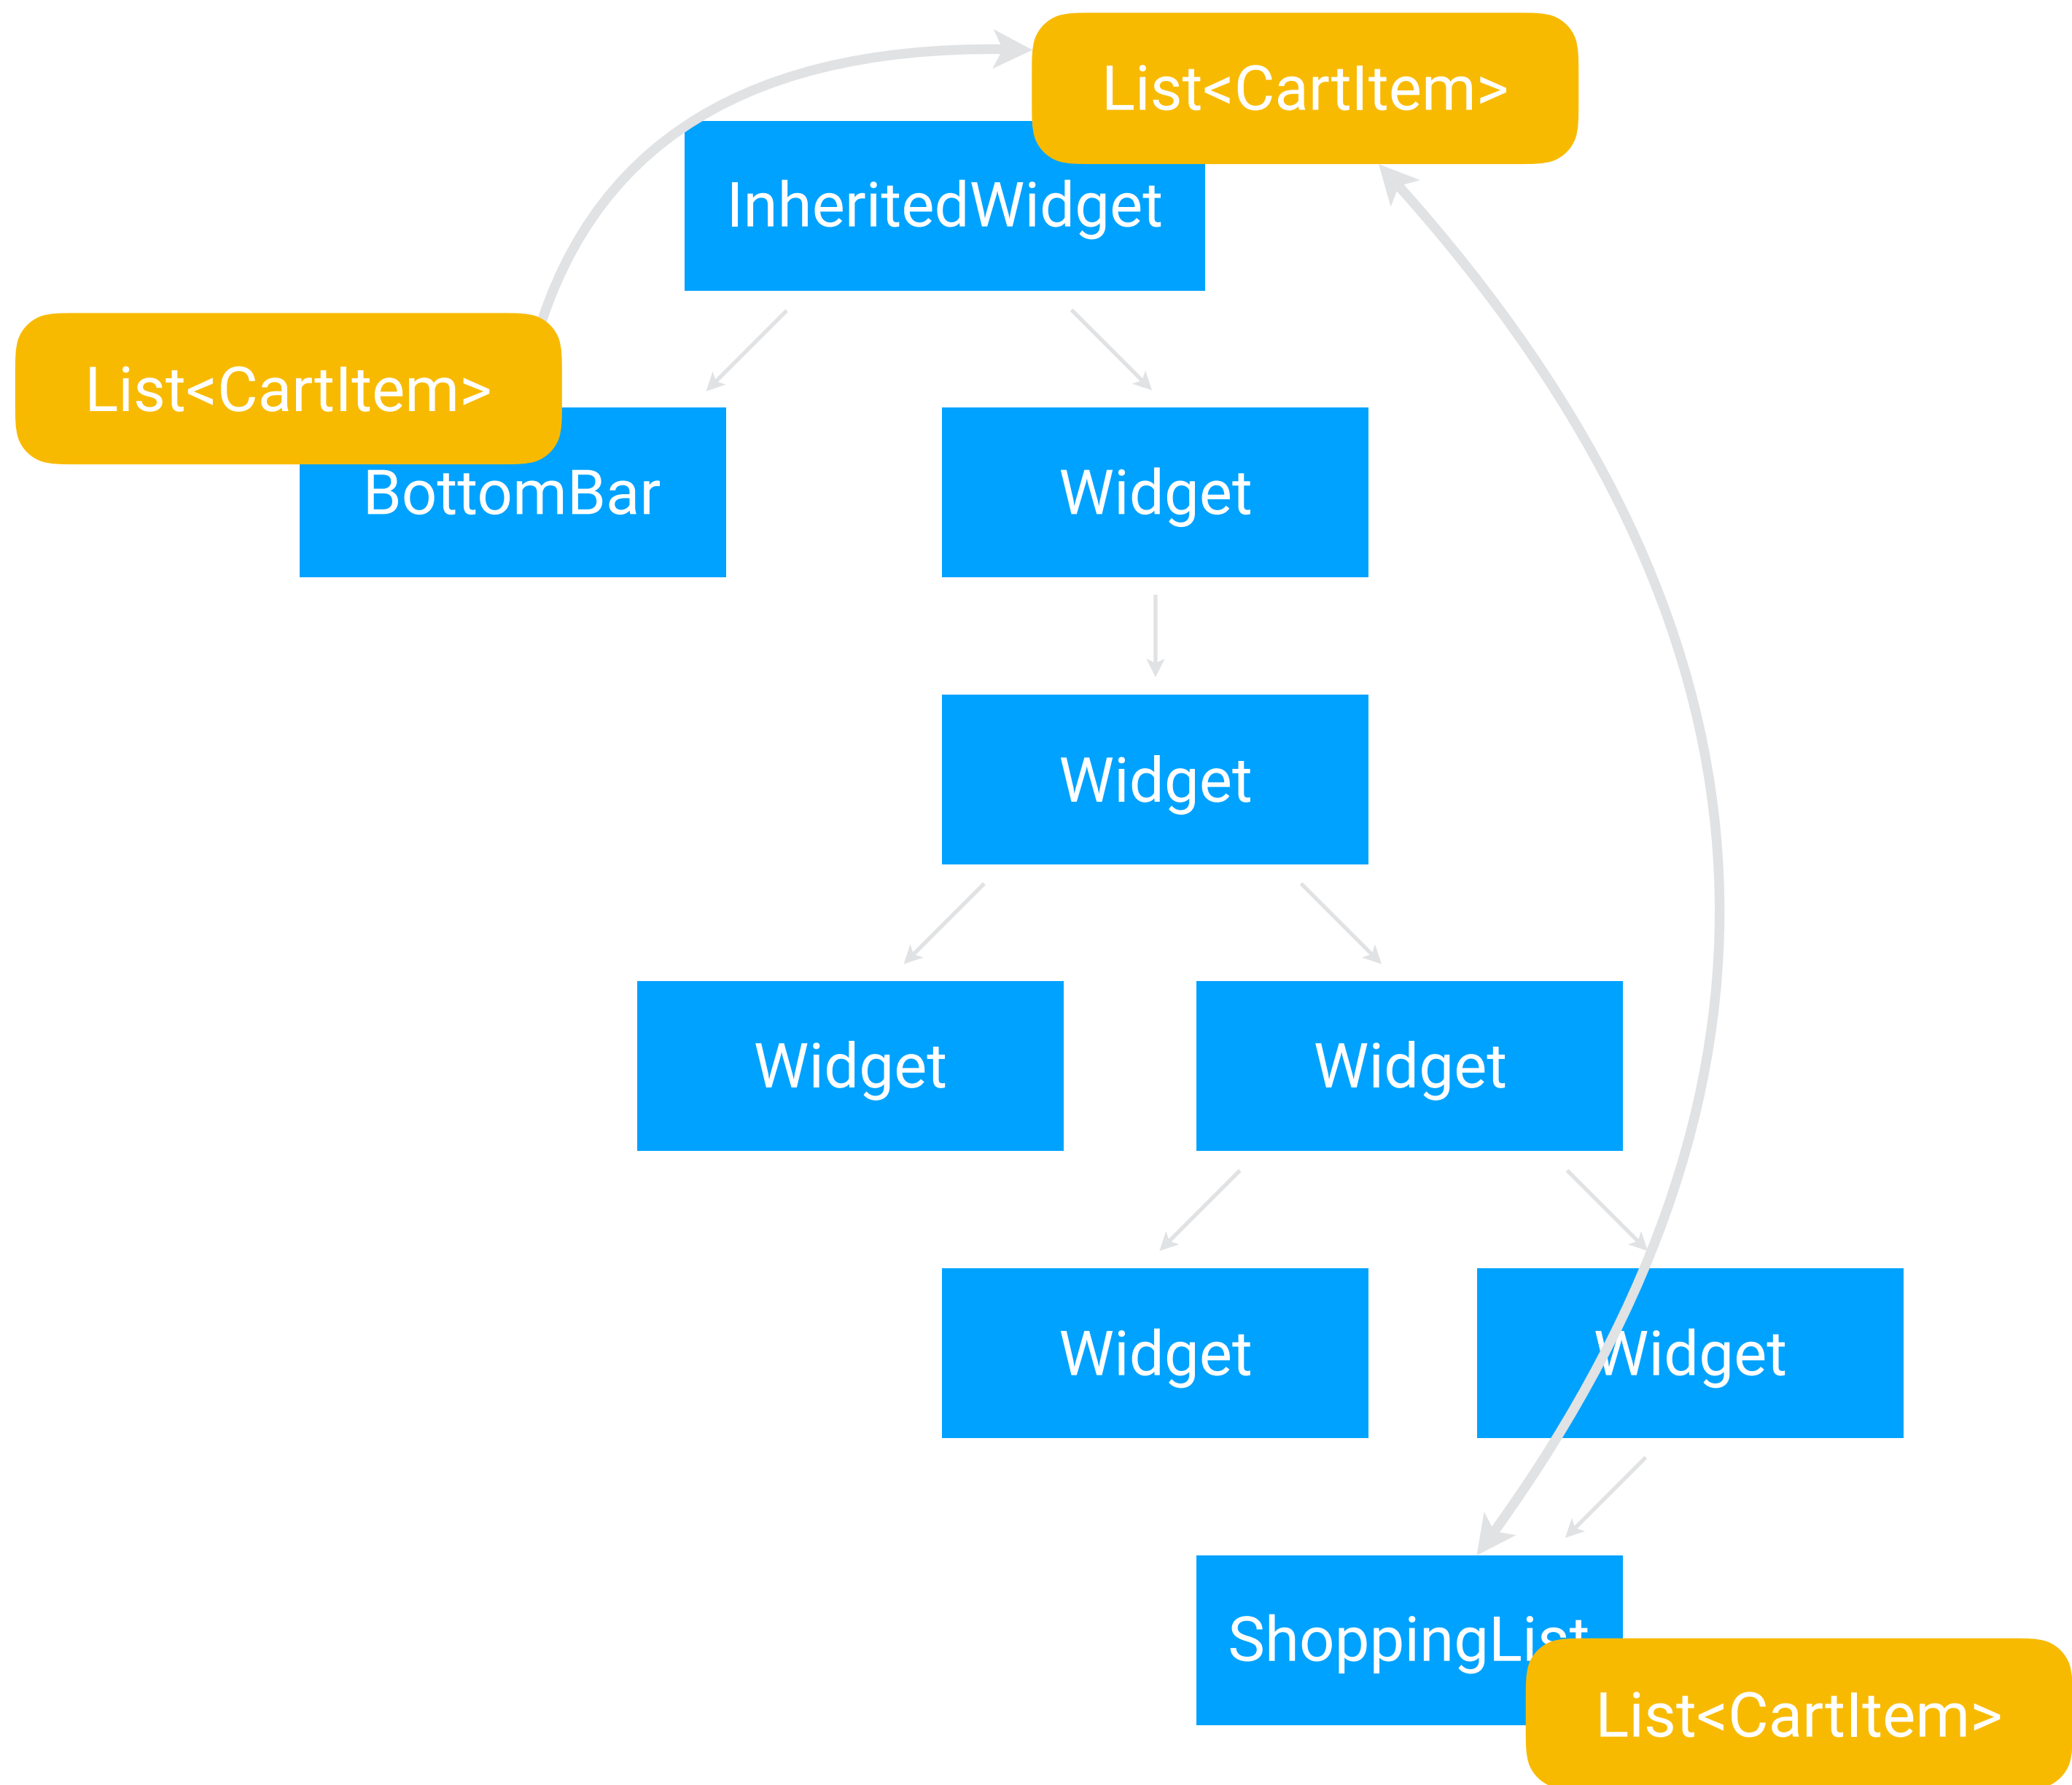 List<CartItem>
InheritedWidget
List<CartItem>
BottomBar
Widget
Widget
Widget
Widget
Widget
Widget
ShoppingList
List<CartItem>